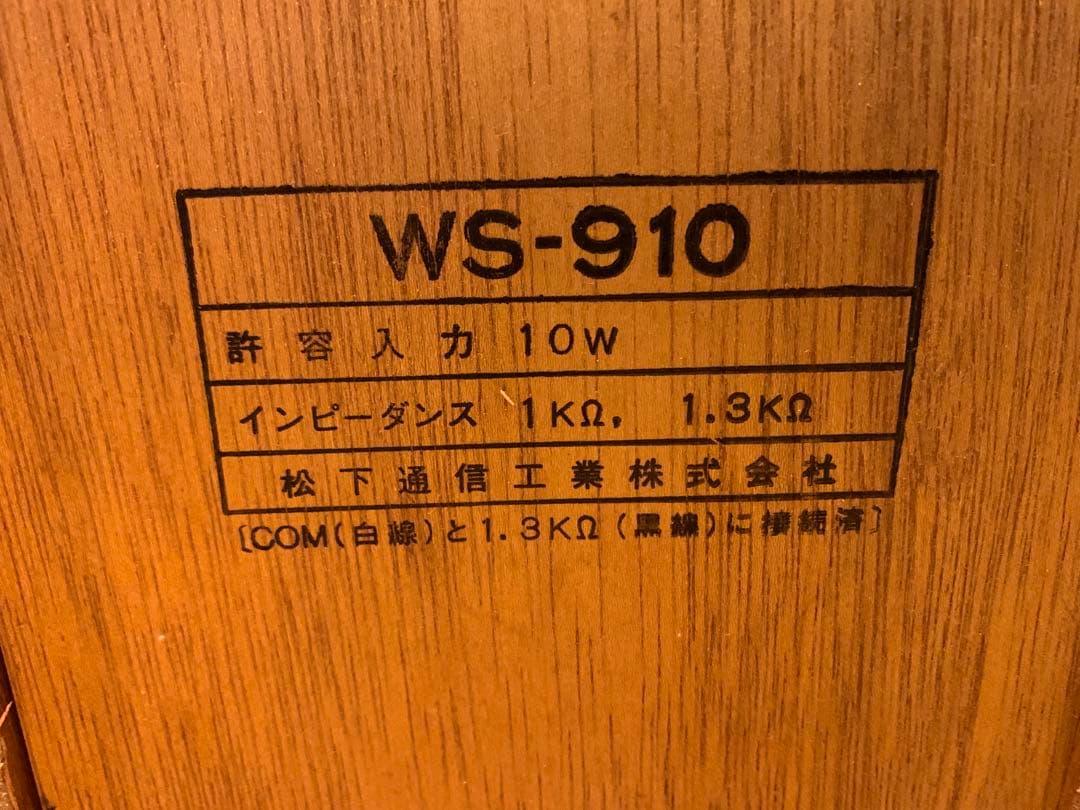 WS-910
許容入力 10W
インピーダンス 1KΩ, 1.3KΩ
松下通信工業株式会社
[COM(白線)と1.3KΩ(黒線)に接続済]